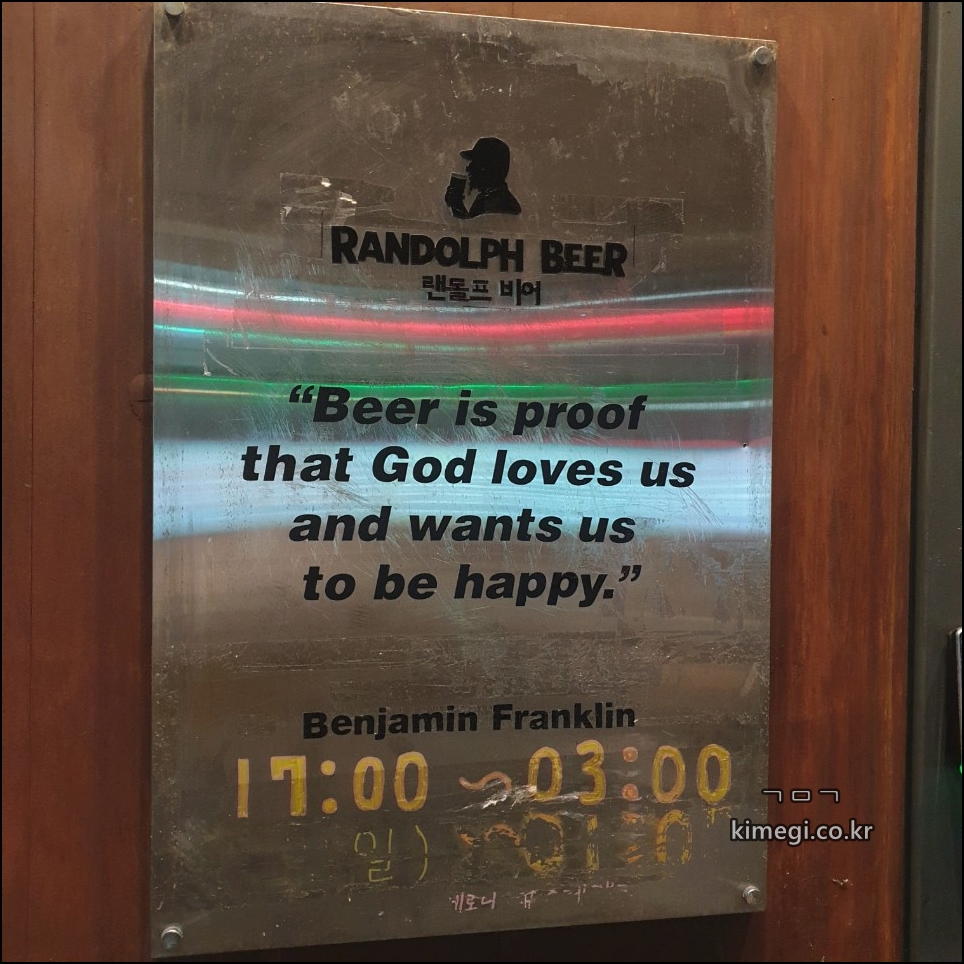 RANDOLPH BEER
랜돌프 비어
“Beer is proof
that God loves us
and wants us
to be happy.”
Benjamin Franklin
17:00 ~ 03:00
일) ~
ㄱㅁㄱ
kimegi.co.kr